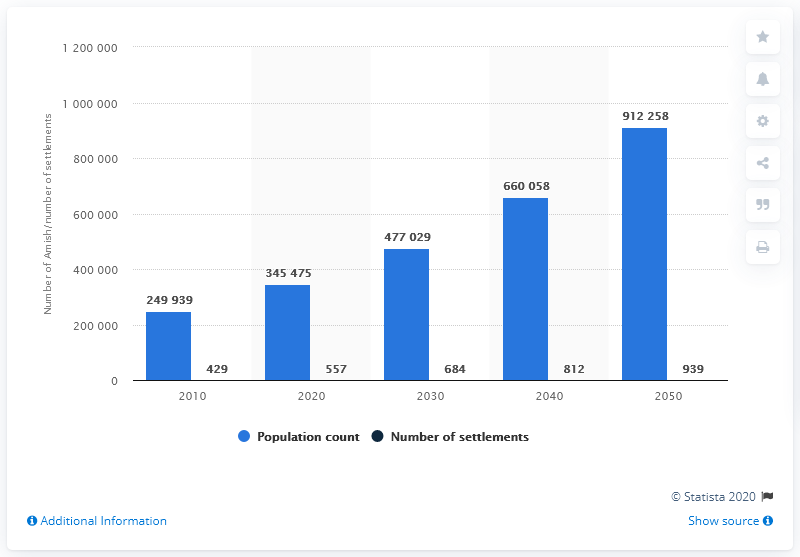 1 200 000
1 000 000
800 000
600 000
400 000
200 000
0
Number of Amish/number of settlements
249 939
429
345 475
557
477 029
684
660 058
812
912 258
939
2010
2020
2030
2040
2050
Population count
Number of settlements
© Statista 2020
Additional Information
Show source